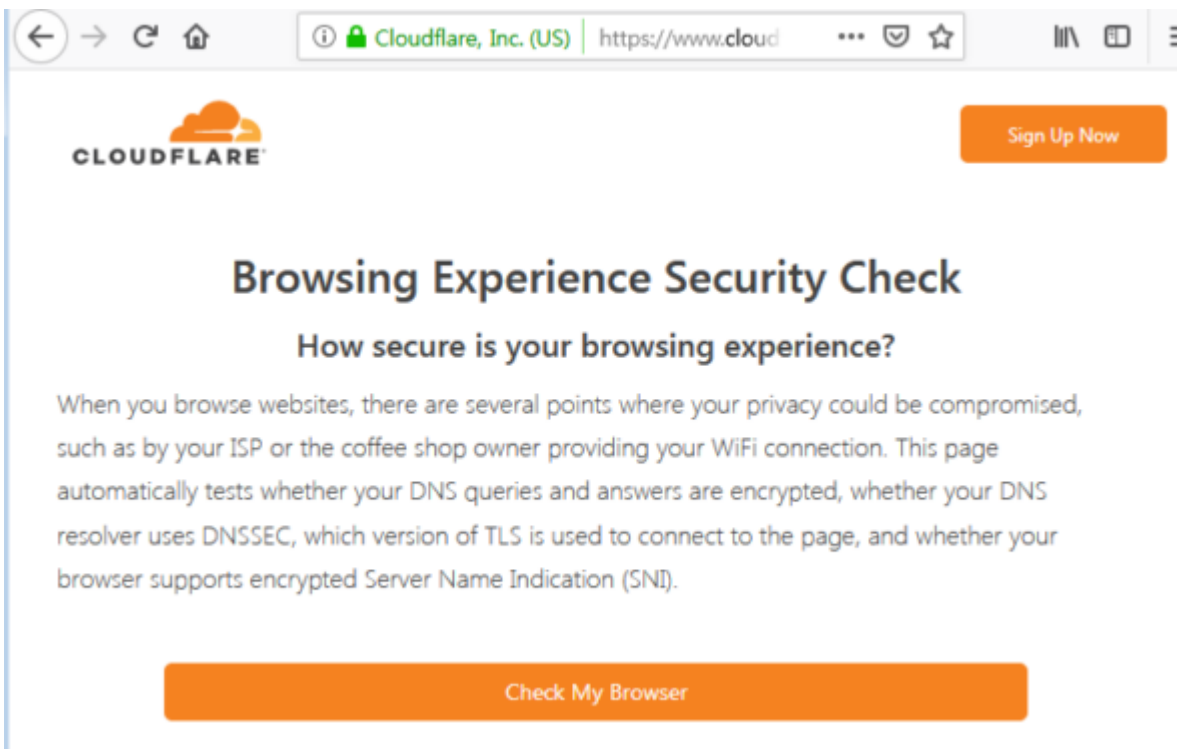 Cloudflare, Inc. (US) https://www.cloud
CLOUDFLARE
Sign Up Now
Browsing Experience Security Check
How secure is your browsing experience?
When you browse websites, there are several points where your privacy could be compromised,
such as by your ISP or the coffee shop owner providing your WiFi connection. This page
automatically tests whether your DNS queries and answers are encrypted, whether your DNS
resolver uses DNSSEC, which version of TLS is used to connect to the page, and whether your
browser supports encrypted Server Name Indication (SNI).
Check My Browser